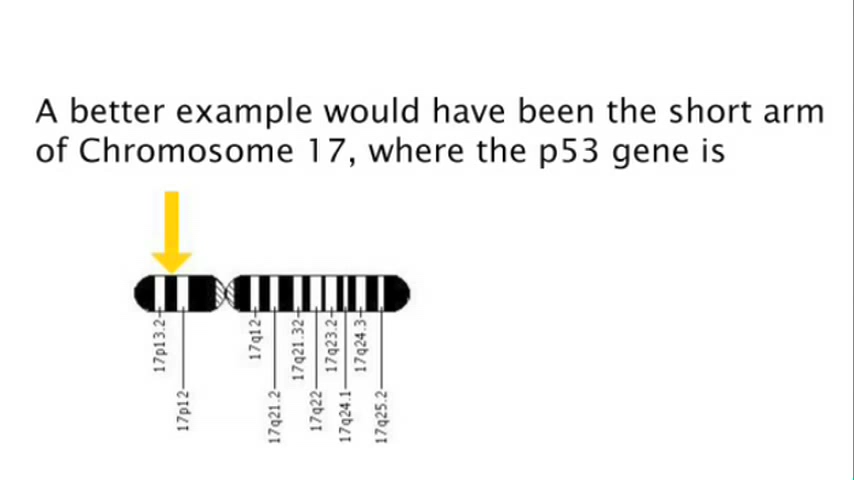 A better example would have been the short arm
of Chromosome 17, where the p53 gene is
17p13.2
17p12
17q12
17q21.2
17q21.32
17q22
17q23.2
17q24.1
17q24.3
17q25.2